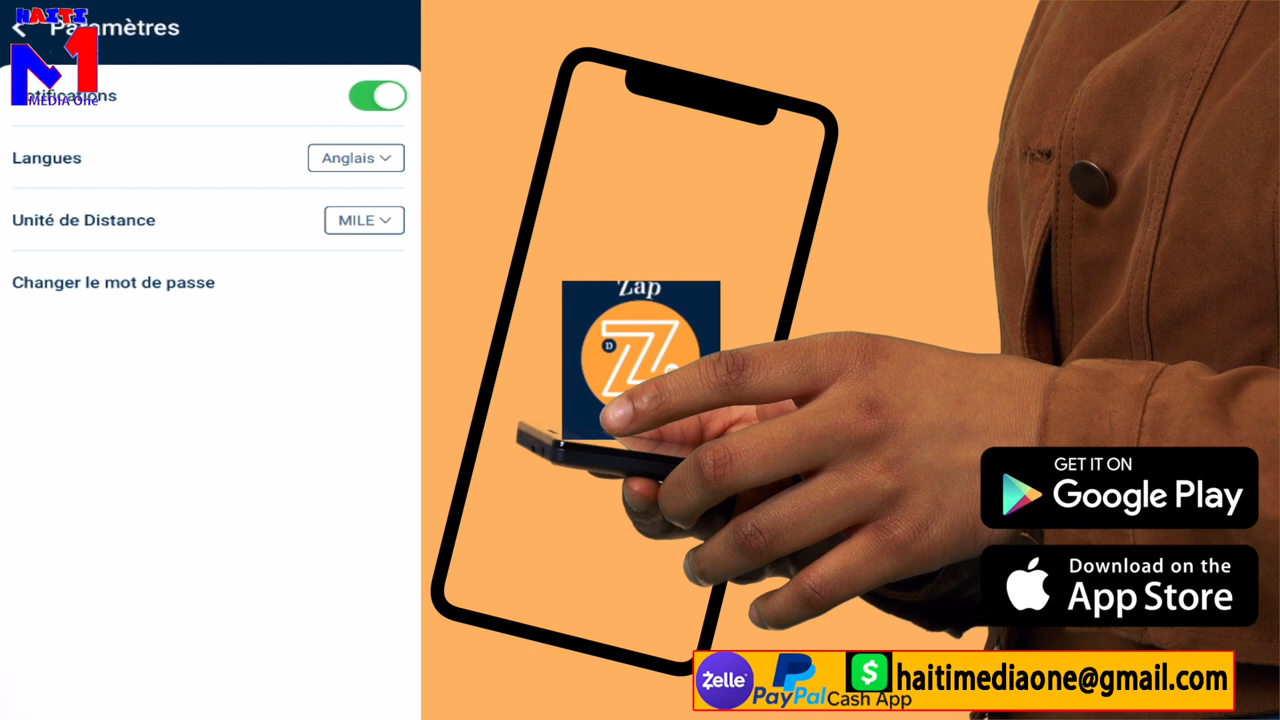 HAITI
MEDIA One
Paramètres
Notifications
Langues
Anglais
Unité de Distance
MILE
Changer le mot de passe
Zap
D
Z
GET IT ON
Google Play
Download on the
App Store
Zelle
PayPal
$
Cash App
haitimediaone@gmail.com